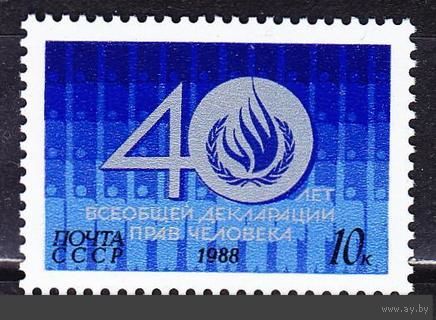 40
ЛЕТ
ВСЕОБЩЕЙ ДЕКЛАРАЦИИ
ПРАВ ЧЕЛОВЕКА
ПОЧТА
СССР
1988
10к
www.ay.by